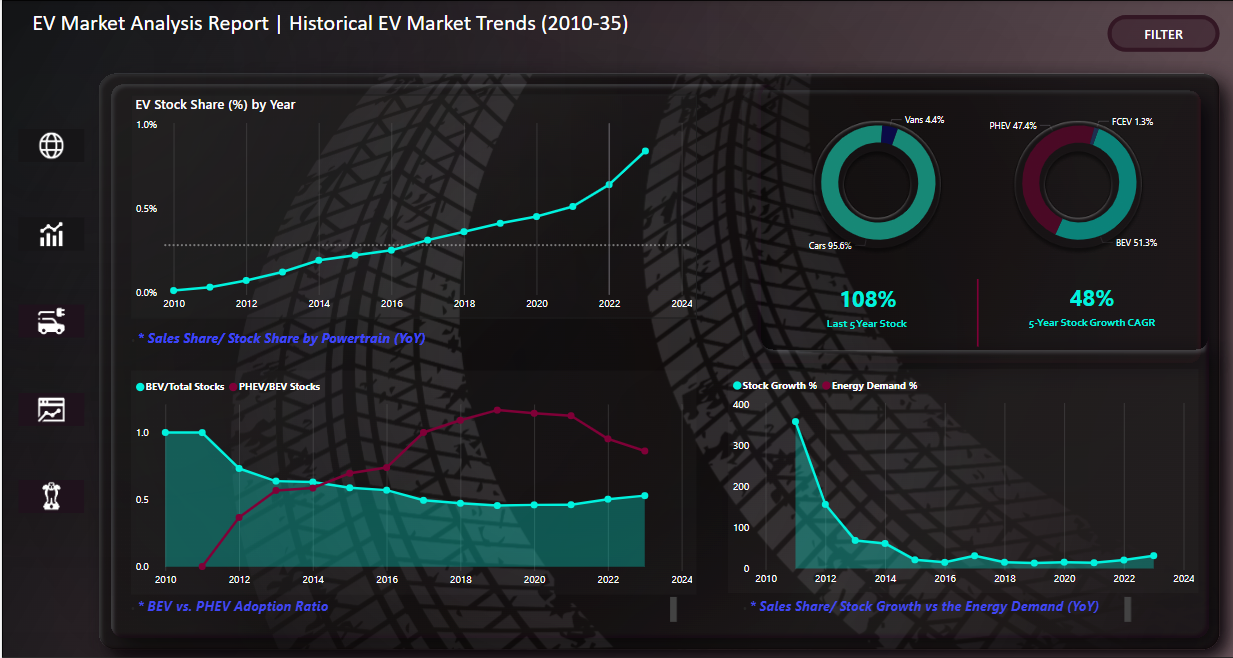 EV Market Analysis Report | Historical EV Market Trends (2010-35)
FILTER
EV Stock Share (%) by Year
1.0%
0.5%
0.0%
2010 2012 2014 2016 2018 2020 2022 2024
* Sales Share/ Stock Share by Powertrain (YoY)
Vans 4.4%
Cars 95.6%
PHEV 47.4%
FCEV 1.3%
BEV 51.3%
108%
Last 5 Year Stock
48%
5-Year Stock Growth CAGR
BEV/Total Stocks PHEV/BEV Stocks
1.0
0.5
0.0
2010 2012 2014 2016 2018 2020 2022 2024
* BEV vs. PHEV Adoption Ratio
Stock Growth % Energy Demand %
400
300
200
100
0
2010 2012 2014 2016 2018 2020 2022 2024
* Sales Share/ Stock Growth vs the Energy Demand (YoY)